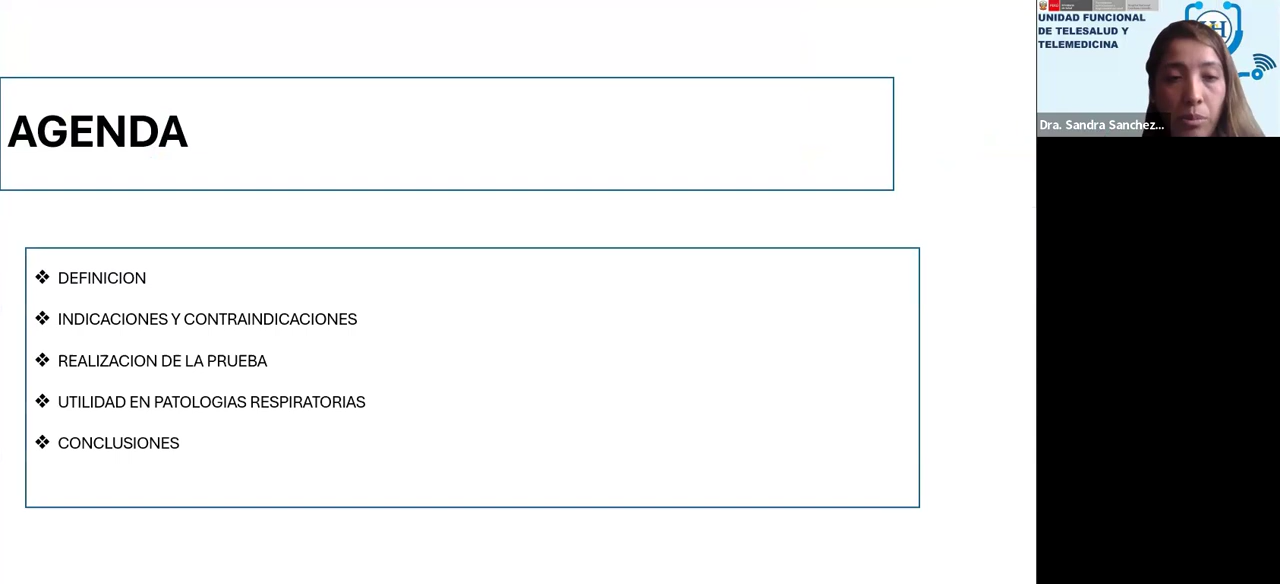 AGENDA
❖ DEFINICION
❖ INDICACIONES Y CONTRAINDICACIONES
❖ REALIZACION DE LA PRUEBA
❖ UTILIDAD EN PATOLOGIAS RESPIRATORIAS
❖ CONCLUSIONES
UNIDAD FUNCIONAL
DE TELESALUD Y
TELEMEDICINA
Dra. Sandra Sanchez...